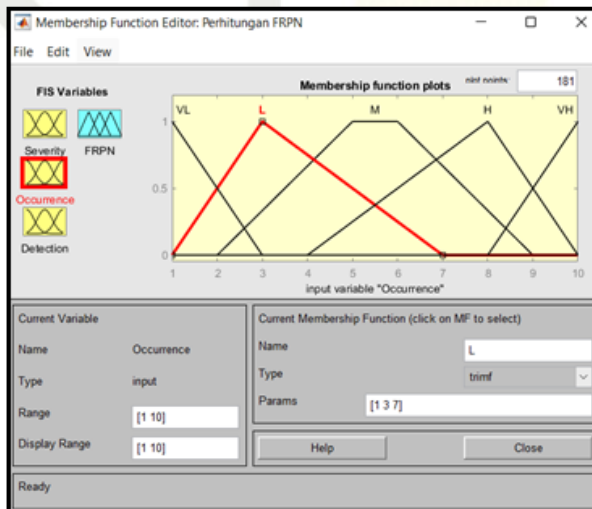 Membership Function Editor: Perhitungan FRPN
File Edit View
FIS Variables
Severity FRPN
Occurrence
Detection
Membership function plots
plot points: 181
VL L M H VH
1
0.5
0
1 2 3 4 5 6 7 8 9 10
input variable "Occurrence"
Current Variable
Name Occurrence
Type input
Range [1 10]
Display Range [1 10]
Current Membership Function (click on MF to select)
Name L
Type trimf
Params [1 3 7]
Help Close
Ready